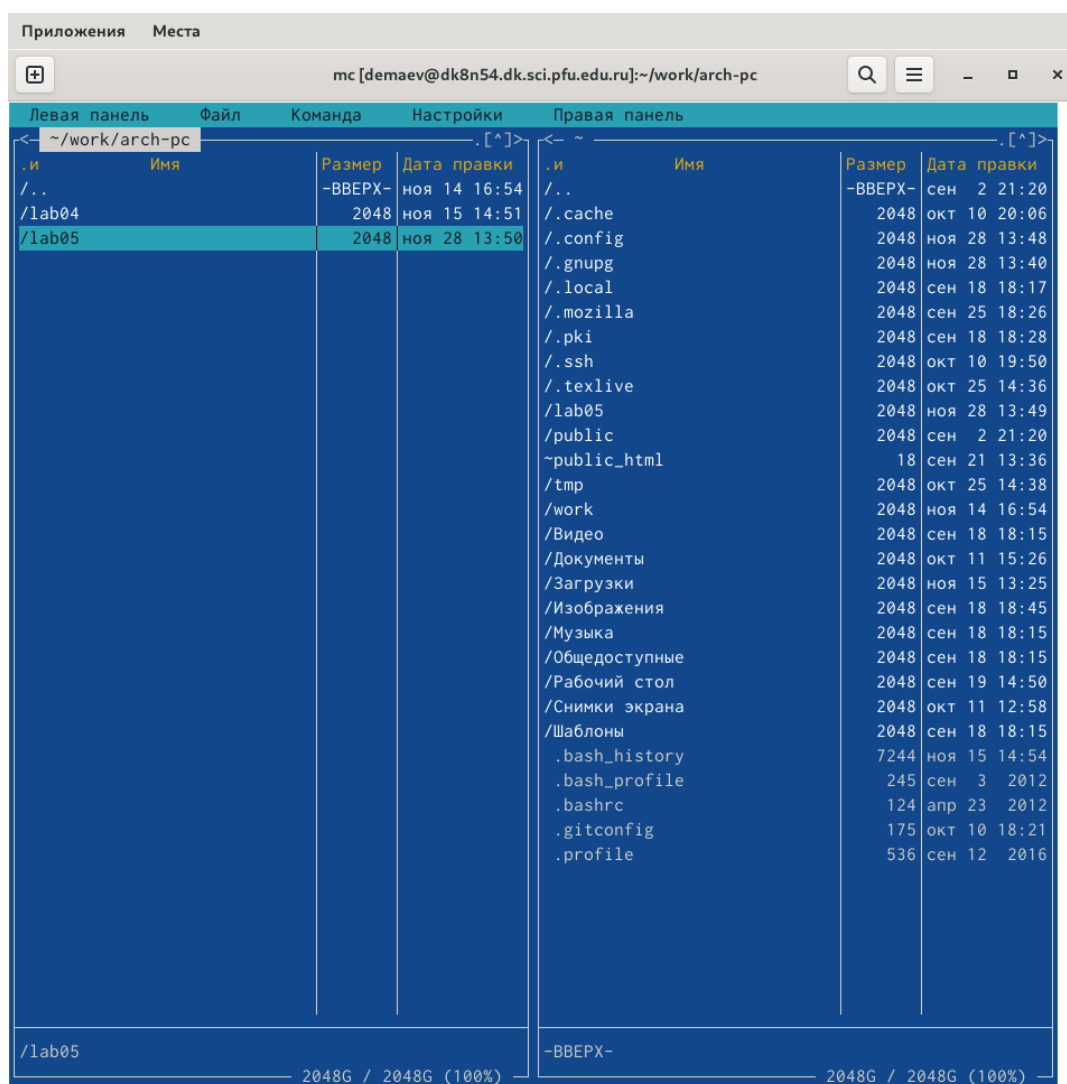 Приложения Места
mc [demaev@dk8n54.dk.sci.pfu.edu.ru]:~/work/arch-pc
Левая панель Файл Команда Настройки Правая панель
<— ~/work/arch-pc .[^]> <— ~ .[^]>
.и Имя Размер Дата правки .и Имя Размер Дата правки
/.. -ВВЕРХ- ноя 14 16:54 /.. -ВВЕРХ- сен 2 21:20
/lab04 2048 ноя 15 14:51 /.cache 2048 окт 10 20:06
/lab05 2048 ноя 28 13:50 /.config 2048 ноя 28 13:48
/.gnupg 2048 ноя 28 13:40
/.local 2048 сен 18 18:17
/.mozilla 2048 сен 25 18:26
/.pki 2048 сен 18 18:28
/.ssh 2048 окт 10 19:50
/.texlive 2048 окт 25 14:36
/lab05 2048 ноя 28 13:49
/public 2048 сен 2 21:20
~public_html 18 сен 21 13:36
/tmp 2048 окт 25 14:38
/work 2048 ноя 14 16:54
/Видео 2048 сен 18 18:15
/Документы 2048 окт 11 15:26
/Загрузки 2048 ноя 15 13:25
/Изображения 2048 сен 18 18:45
/Музыка 2048 сен 18 18:15
/Общедоступные 2048 сен 18 18:15
/Рабочий стол 2048 сен 19 14:50
/Снимки экрана 2048 окт 11 12:58
/Шаблоны 2048 сен 18 18:15
.bash_history 7244 ноя 15 14:54
.bash_profile 245 сен 3 2012
.bashrc 124 апр 23 2012
.gitconfig 175 окт 10 18:21
.profile 536 сен 12 2016
/lab05 -ВВЕРХ-
2048G / 2048G (100%) 2048G / 2048G (100%)